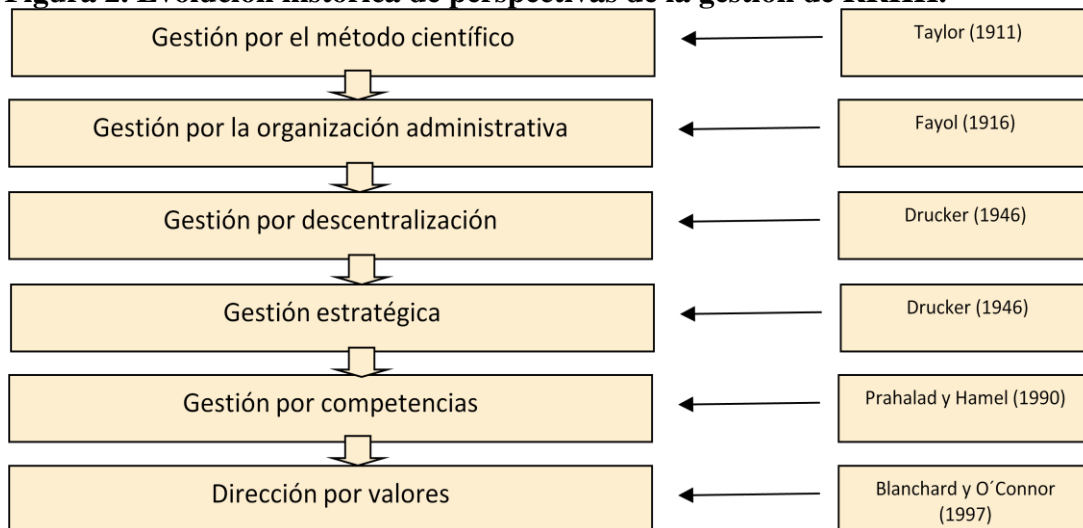 Figura 2. Evolución histórica de perspectivas de la gestión de RRHH.
Gestión por el método científico
Taylor (1911)
Gestión por la organización administrativa
Fayol (1916)
Gestión por descentralización
Drucker (1946)
Gestión estratégica
Drucker (1946)
Gestión por competencias
Prahalad y Hamel (1990)
Dirección por valores
Blanchard y O´Connor
(1997)